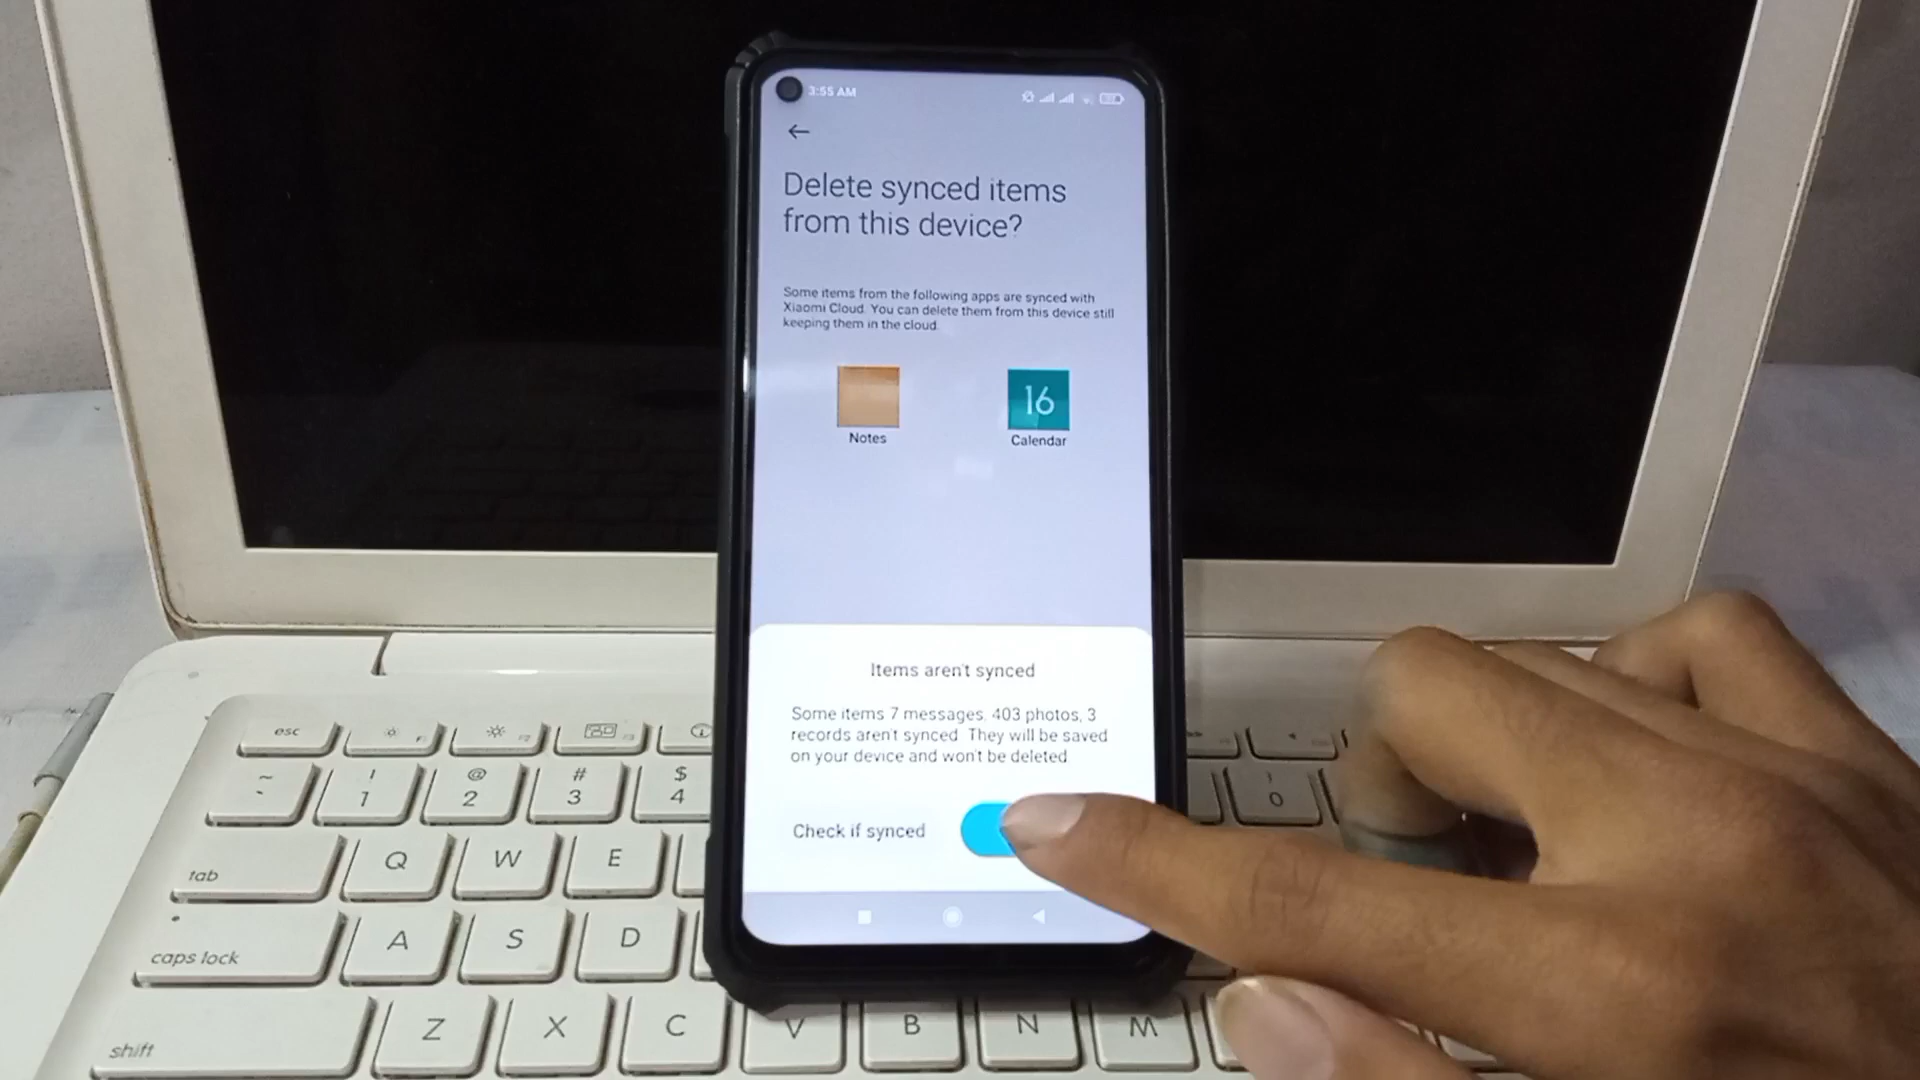 3:55 AM
Delete synced items
from this device?
Some items from the following apps are synced with
Xiaomi Cloud. You can delete them from this device still
keeping them in the cloud.
16
Notes
Calendar
Items aren't synced
Some items 7 messages, 403 photos, 3
records aren't synced. They will be saved
on your device and won't be deleted
Check if synced
esc
F1
F2
F3
~ ! @ # $
` 1 2 3 4
)
0
tab
Q W E
caps lock
A S D
shift
Z X C V B N M